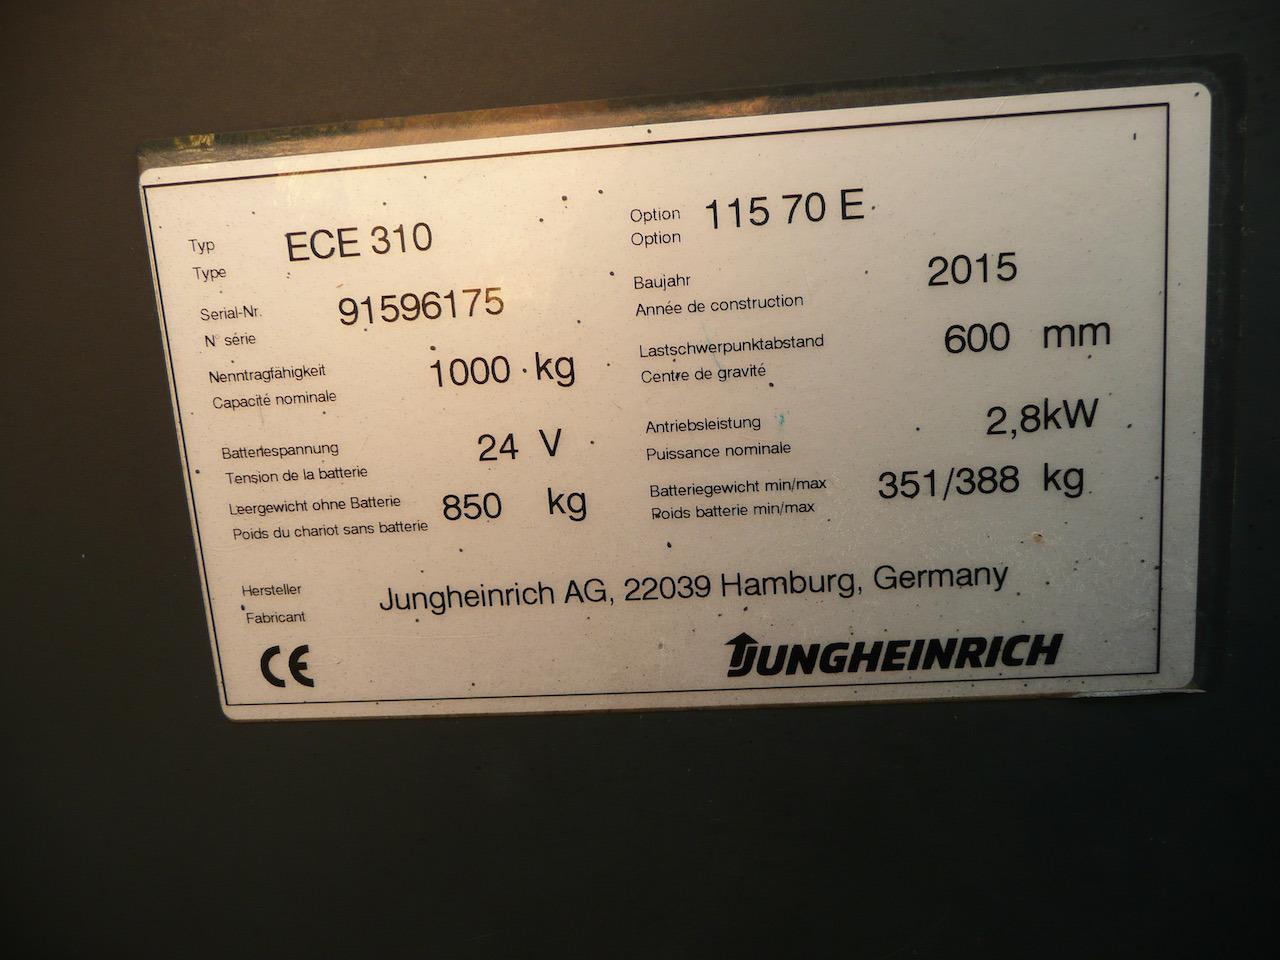 Typ
Type
ECE 310
Option
Option
115 70 E
Serial-Nr.
N° série
91596175
Baujahr
Année de construction
2015
Nenntragfähigkeit
Capacité nominale
1000 kg
Lastschwerpunktabstand
Centre de gravité
600 mm
Batteriespannung
Tension de la batterie
24 V
Antriebsleistung
Puissance nominale
2,8kW
Leergewicht ohne Batterie
Poids du chariot sans batterie
850 kg
Batteriegewicht min/max
Poids batterie min/max
351/388 kg
Hersteller
Fabricant
Jungheinrich AG, 22039 Hamburg, Germany
CE
JUNGHEINRICH